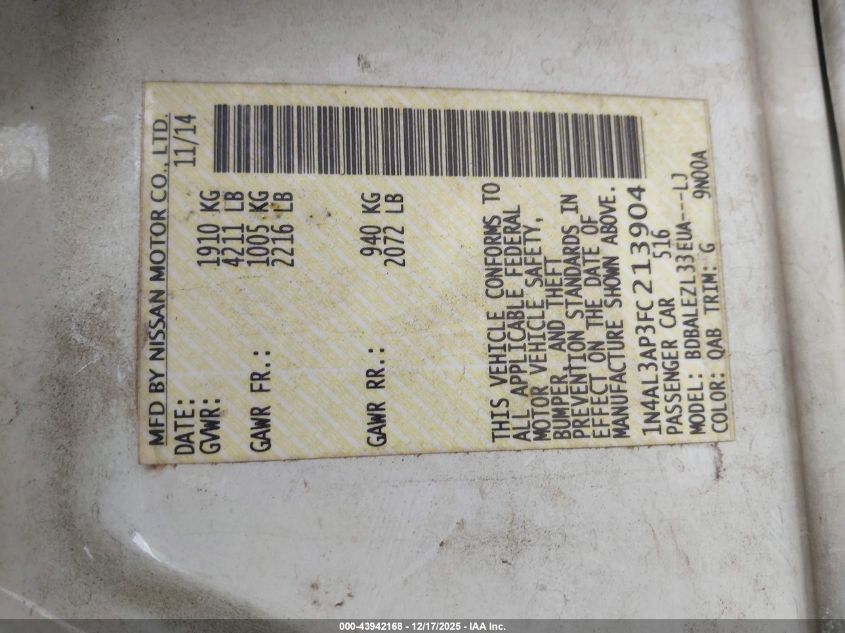 MFD BY NISSAN MOTOR CO., LTD.
DATE: 11/14
GVWR: 1910 KG
4211 LB
GAWR FR.: 1005 KG
2216 LB
GAWR RR.: 940 KG
2072 LB
THIS VEHICLE CONFORMS TO
ALL APPLICABLE FEDERAL
MOTOR VEHICLE SAFETY,
BUMPER, AND THEFT
PREVENTION STANDARDS IN
EFFECT ON THE DATE OF
MANUFACTURE SHOWN ABOVE.
1N4AL3AP3FC213904
PASSENGER CAR 516
MODEL: BDBALEZL33EUA---LJ
COLOR: QAB TRIM: G 9N00A
000-43942168 - 12/17/2025 - IAA Inc.